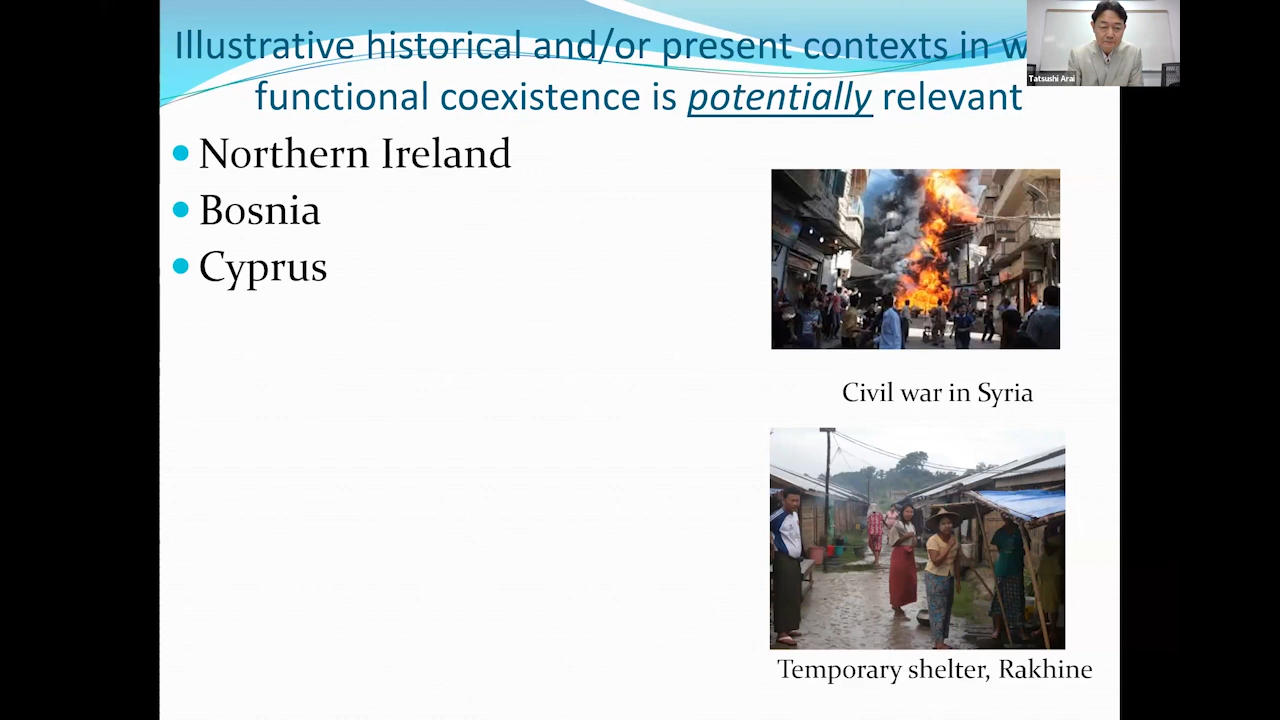 Illustrative historical and/or present contexts in
functional coexistence is potentially relevant
Tatsushi Arai
• Northern Ireland
• Bosnia
• Cyprus
Civil war in Syria
Temporary shelter, Rakhine